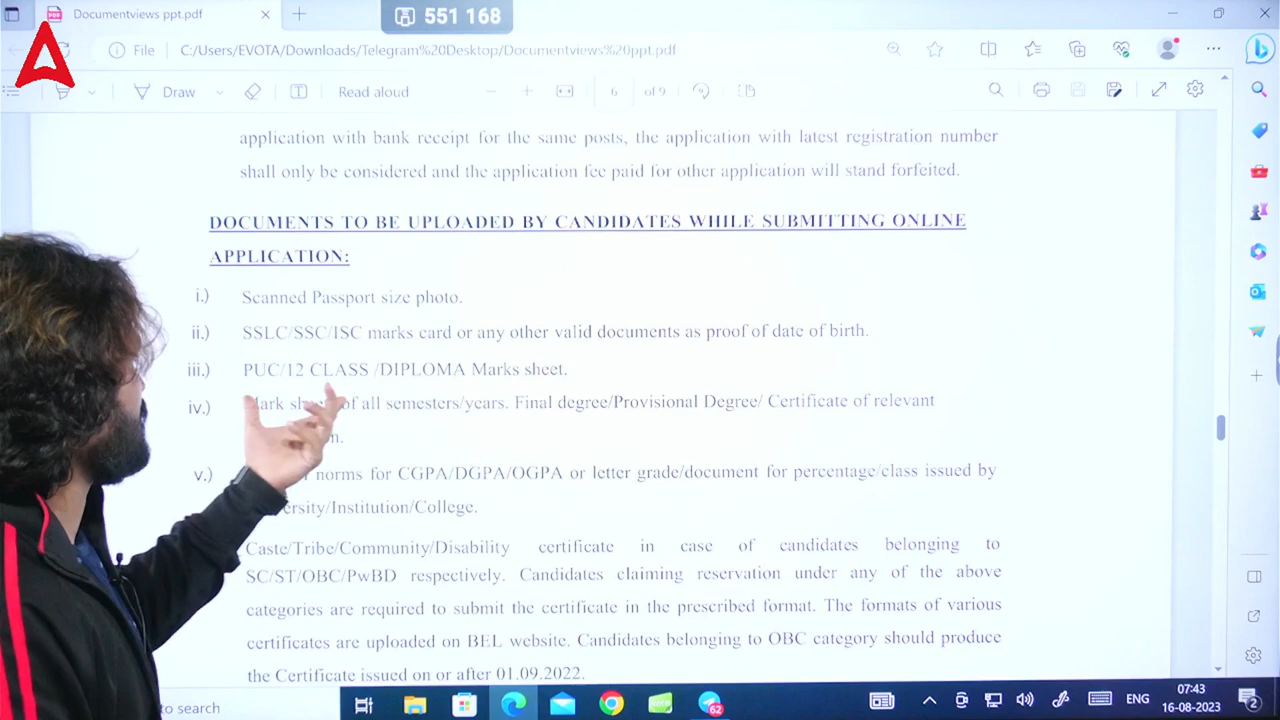 Documentviews ppt.pdf
551 168
File
C:/Users/EVOTA/Downloads/Telegram%20Desktop/Documentviews%20ppt.pdf
Draw
Read aloud
6 of 9
application with bank receipt for the same posts, the application with latest registration number
shall only be considered and the application fee paid for other application will stand forfeited.
DOCUMENTS TO BE UPLOADED BY CANDIDATES WHILE SUBMITTING ONLINE
APPLICATION:
i.) Scanned Passport size photo.
ii.) SSLC/SSC/ISC marks card or any other valid documents as proof of date of birth.
iii.) PUC/12 CLASS /DIPLOMA Marks sheet.
iv.) Mark of all semesters/years. Final degree/Provisional Degree/ Certificate of relevant
v.) norms for CGPA/DGPA/OGPA or letter grade/document for percentage/class issued by
/Institution/College.
Caste/Tribe/Community/Disability certificate in case of candidates belonging to
SC/ST/OBC/PwBD respectively. Candidates claiming reservation under any of the above
categories are required to submit the certificate in the prescribed format. The formats of various
certificates are uploaded on BEL website. Candidates belonging to OBC category should produce
the Certificate issued on or after 01.09.2022.
to search
62
ENG
07:43
16-08-2023
2